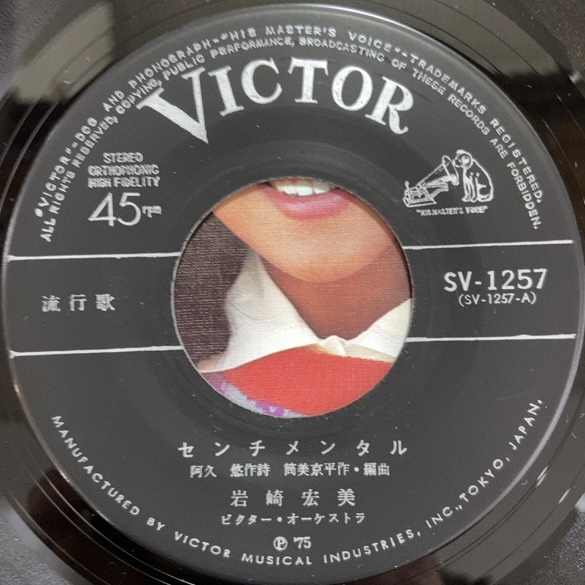 "VICTOR"-DOG AND PHONOGRAPH-"HIS MASTER'S VOICE"-TRADEMARKS REGISTERED.
ALL RIGHTS RESERVED, COPYING, PUBLIC PERFORMANCE, BROADCASTING OF THESE RECORDS ARE FORBIDDEN.
VICTOR
STEREO
ORTHOPHONIC
HIGH FIDELITY
45rpm
"HIS MASTER'S VOICE"
流行歌
SV-1257
(SV-1257-A)
センチメンタル
阿久 悠作詩 筒美京平作・編曲
岩崎宏美
ビクター・オーケストラ
Ⓟ '75
MANUFACTURED BY VICTOR MUSICAL INDUSTRIES, INC., TOKYO, JAPAN.